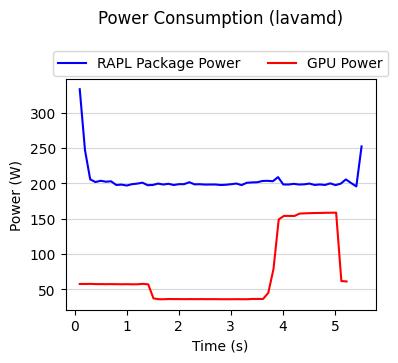 Power Consumption (lavamd)
RAPL Package Power
GPU Power
Power (W)
300
250
200
150
100
50
0
1
2
3
4
5
Time (s)